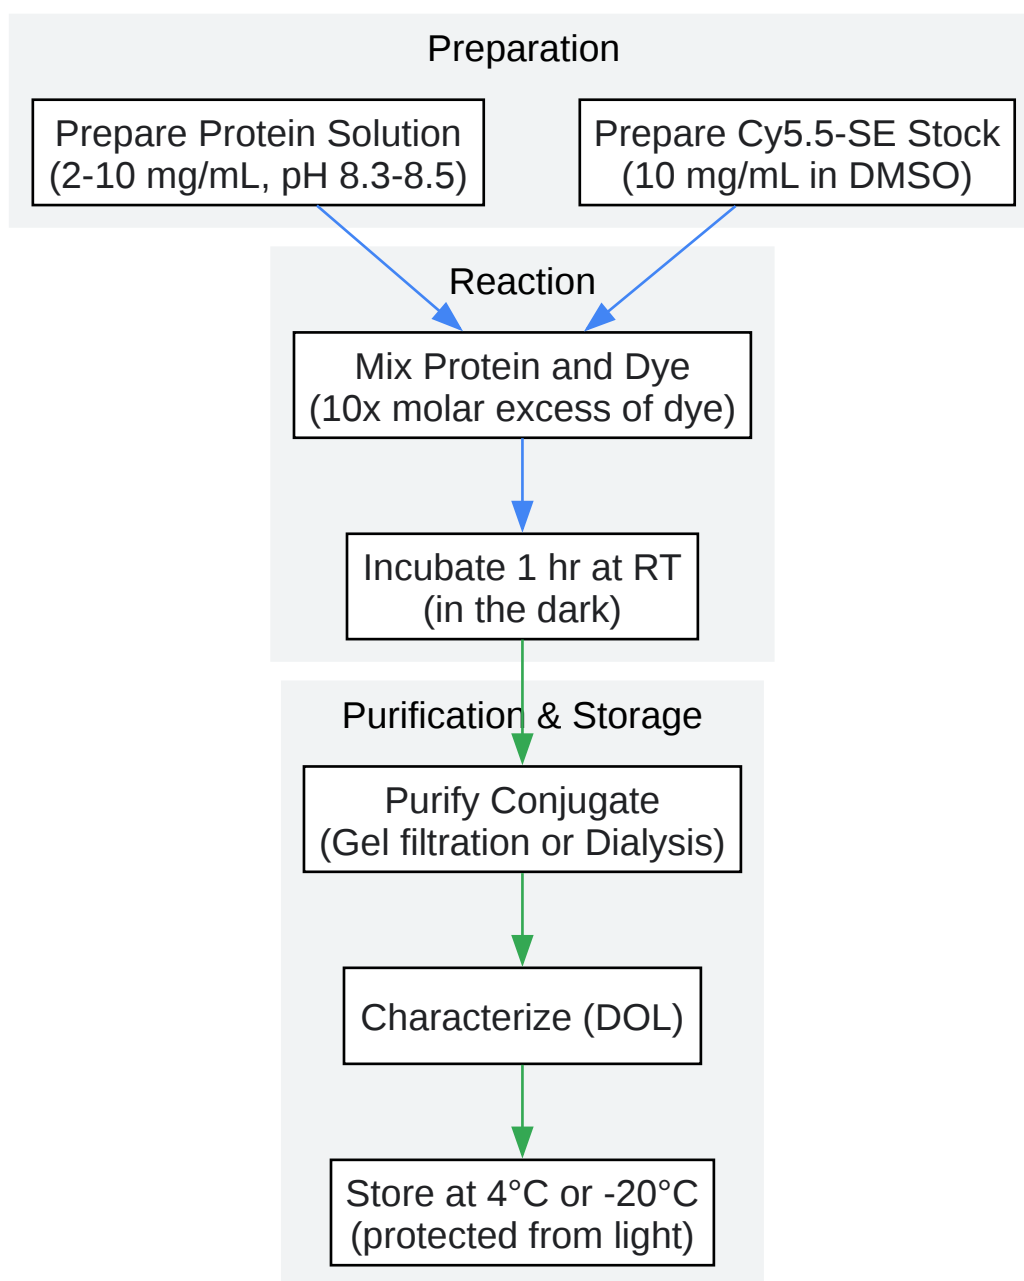 Preparation
Prepare Protein Solution
(2-10 mg/mL, pH 8.3-8.5)
Prepare Cy5.5-SE Stock
(10 mg/mL in DMSO)
Reaction
Mix Protein and Dye
(10x molar excess of dye)
Incubate 1 hr at RT
(in the dark)
Purification & Storage
Purify Conjugate
(Gel filtration or Dialysis)
Characterize (DOL)
Store at 4°C or -20°C
(protected from light)